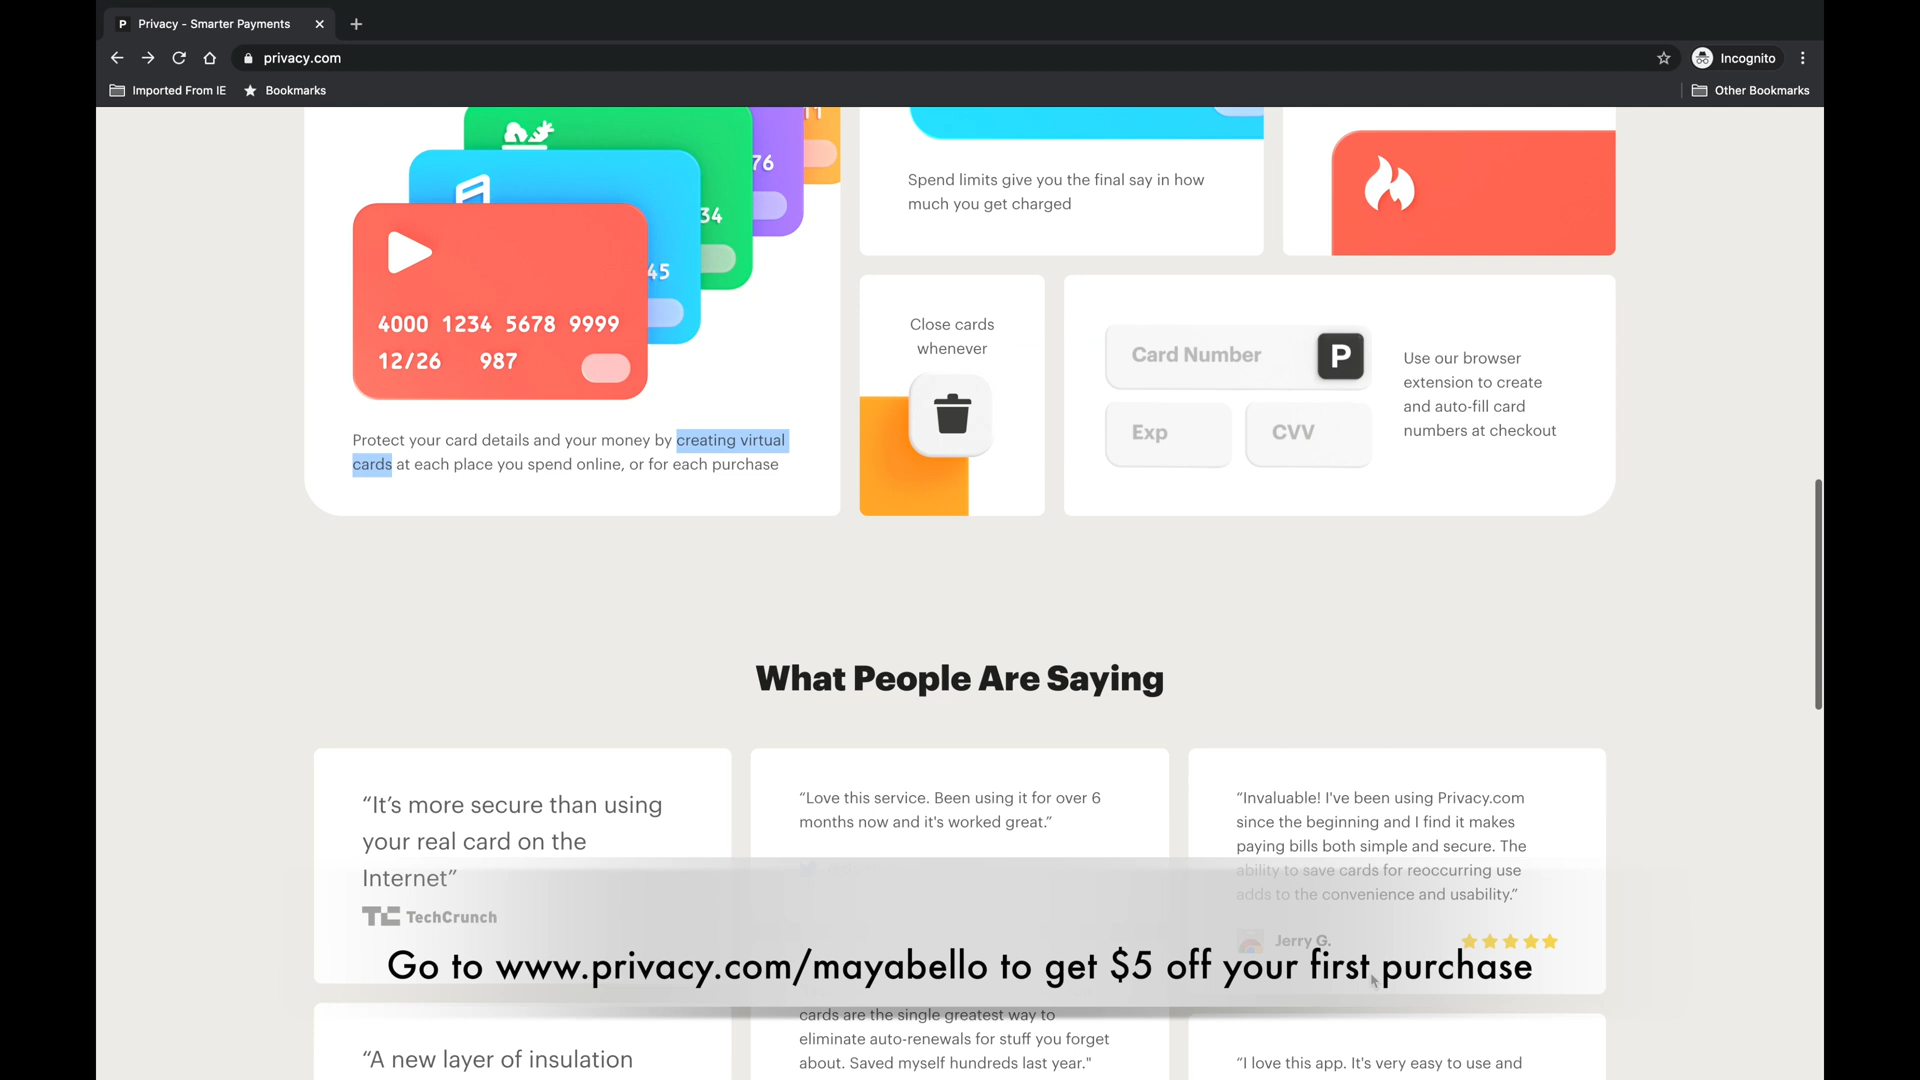 P Privacy - Smarter Payments
privacy.com
Incognito
Imported From IE
Bookmarks
Other Bookmarks
76
34
45
4000 1234 5678 9999
12/26 987
Protect your card details and your money by creating virtual
cards at each place you spend online, or for each purchase
Spend limits give you the final say in how
much you get charged
Close cards
whenever
Card Number
P
Exp
CVV
Use our browser
extension to create
and auto-fill card
numbers at checkout
What People Are Saying
“It’s more secure than using
your real card on the
Internet”
TC TechCrunch
“Love this service. Been using it for over 6
months now and it's worked great.”
“Invaluable! I've been using Privacy.com
since the beginning and I find it makes
paying bills both simple and secure. The
ability to save cards for reoccurring use
adds to the convenience and usability.”
Jerry G.
Go to www.privacy.com/mayabello to get $5 off your first purchase
“A new layer of insulation
cards are the single greatest way to
eliminate auto-renewals for stuff you forget
about. Saved myself hundreds last year."
“I love this app. It's very easy to use and